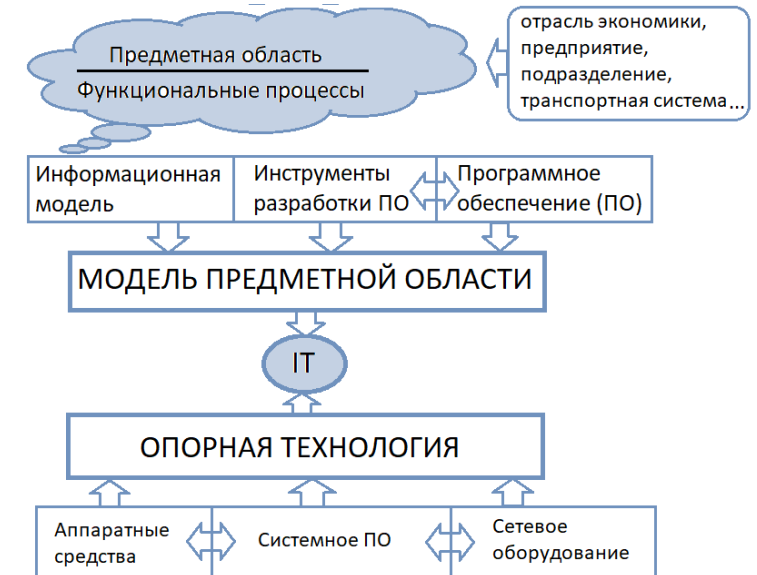 Предметная область
Функциональные процессы
отрасль экономики,
предприятие,
подразделение,
транспортная система...
Информационная
модель
Инструменты
разработки ПО
Программное
обеспечение (ПО)
МОДЕЛЬ ПРЕДМЕТНОЙ ОБЛАСТИ
IT
ОПОРНАЯ ТЕХНОЛОГИЯ
Аппаратные
средства
Системное ПО
Сетевое
оборудование